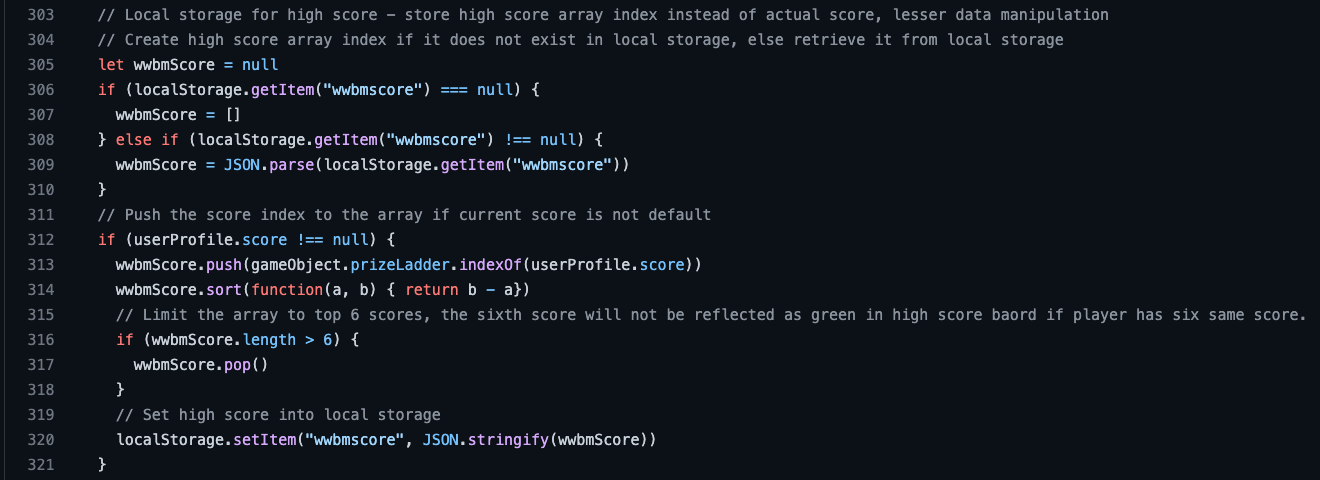 303 // Local storage for high score – store high score array index instead of actual score, lesser data manipulation
304 // Create high score array index if it does not exist in local storage, else retrieve it from local storage
305 let wwbmScore = null
306 if (localStorage.getItem("wwbmscore") === null) {
307 wwbmScore = []
308 } else if (localStorage.getItem("wwbmscore") !== null) {
309 wwbmScore = JSON.parse(localStorage.getItem("wwbmscore"))
310 }
311 // Push the score index to the array if current score is not default
312 if (userProfile.score !== null) {
313 wwbmScore.push(gameObject.prizeLadder.indexOf(userProfile.score))
314 wwbmScore.sort(function(a, b) { return b - a})
315 // Limit the array to top 6 scores, the sixth score will not be reflected as green in high score baord if player has six same score.
316 if (wwbmScore.length > 6) {
317 wwbmScore.pop()
318 }
319 // Set high score into local storage
320 localStorage.setItem("wwbmscore", JSON.stringify(wwbmScore))
321 }